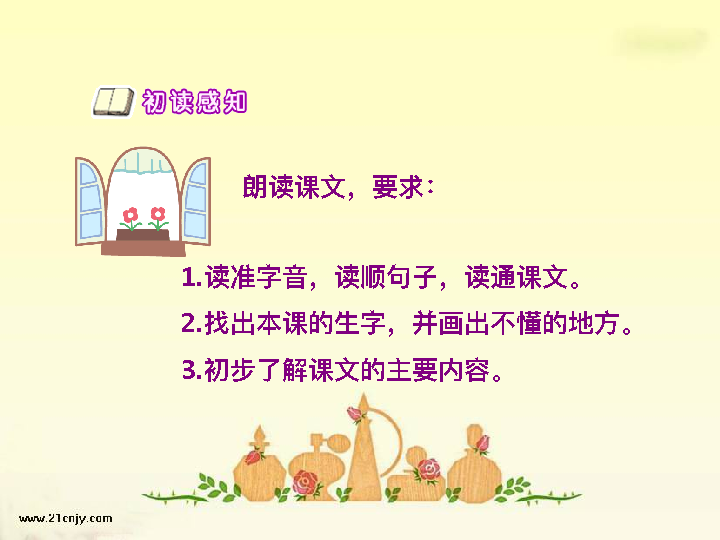 初读感知
朗读课文，要求：
1.读准字音，读顺句子，读通课文。
2.找出本课的生字，并画出不懂的地方。
3.初步了解课文的主要内容。
www.21cnjy.com